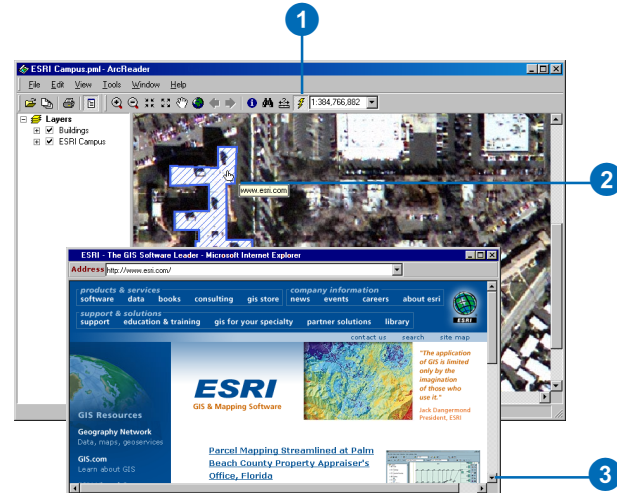 1
ESRI Campus.pml- ArcReader
File Edit View Tools Window Help
1:384,766,882
Layers
Buildings
ESRI Campus
2
www.esri.com
ESRI - The GIS Software Leader - Microsoft Internet Explorer
Address http://www.esri.com/
products & services company information
software data books consulting gis store news events careers about esri
support & solutions
support education & training gis for your specialty partner solutions library
ESRI
contact us search site map
"The application
of GIS is limited
only by the
imagination
of those who
use it."
Jack Dangermond
President, ESRI
ESRI
GIS & Mapping Software
GIS Resources
Geography Network
Data, maps, geoservices
GIS.com
Learn about GIS
Parcel Mapping Streamlined at Palm
Beach County Property Appraiser's
Office, Florida
3